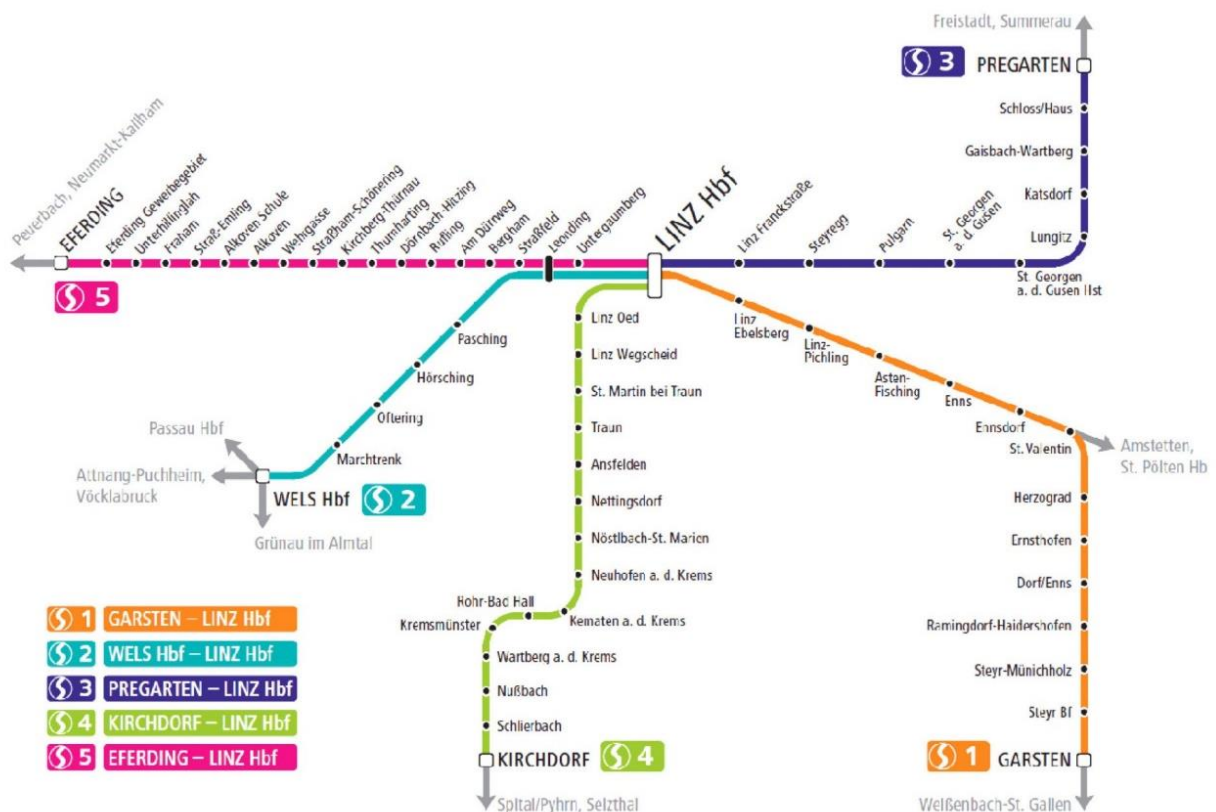 Freistadt, Summerau
S 3 PREGARTEN
Schloss/Haus
Gaisbach-Wartberg
Katsdorf
Lungitz
St. Georgen
a. d. Gusen Hst
Peuerbach, Neumarkt-Kallham
EFERDING
Eferding Gewerbegebiet
Unterhillinglah
Fraham
Straß-Emling
Alkoven Schule
Alkoven
Wehrgasse
Straßham-Schönering
Kirchberg-Thürnau
Thurnharting
Dörnbach-Hitzing
Rufling
Am Dürnweg
Bergham
Straßfeld
Leonding
Untergaumberg
LINZ Hbf
Linz Franckstraße
Steyregg
Pulgarn
St. Georgen
a. d. Gusen
S 5
Linz
Ebelsberg
Linz-
Pichling
Asten-
Fisching
Enns
Ennsdorf
St. Valentin
Amstetten,
St. Pölten Hb
Pasching
Hörsching
Oftering
Marchtrenk
Passau Hbf
Attnang-Puchheim,
Vöcklabruck
WELS Hbf S 2
Grünau im Almtal
Linz Oed
Linz Wegscheid
St. Martin bei Traun
Traun
Ansfelden
Nettingsdorf
Nöstlbach-St. Marien
Neuhofen a. d. Krems
Kematen a. d. Krems
Rohr-Bad Hall
Kremsmünster
Wartberg a. d. Krems
Nußbach
Schlierbach
KIRCHDORF S 4
Spital/Pyhrn, Selzthal
Herzograd
Ernsthofen
Dorf/Enns
Ramingdorf-Haidershofen
Steyr-Münichholz
Steyr Bf
S 1 GARSTEN
Weißenbach-St. Gallen
S 1 GARSTEN – LINZ Hbf
S 2 WELS Hbf – LINZ Hbf
S 3 PREGARTEN – LINZ Hbf
S 4 KIRCHDORF – LINZ Hbf
S 5 EFERDING – LINZ Hbf